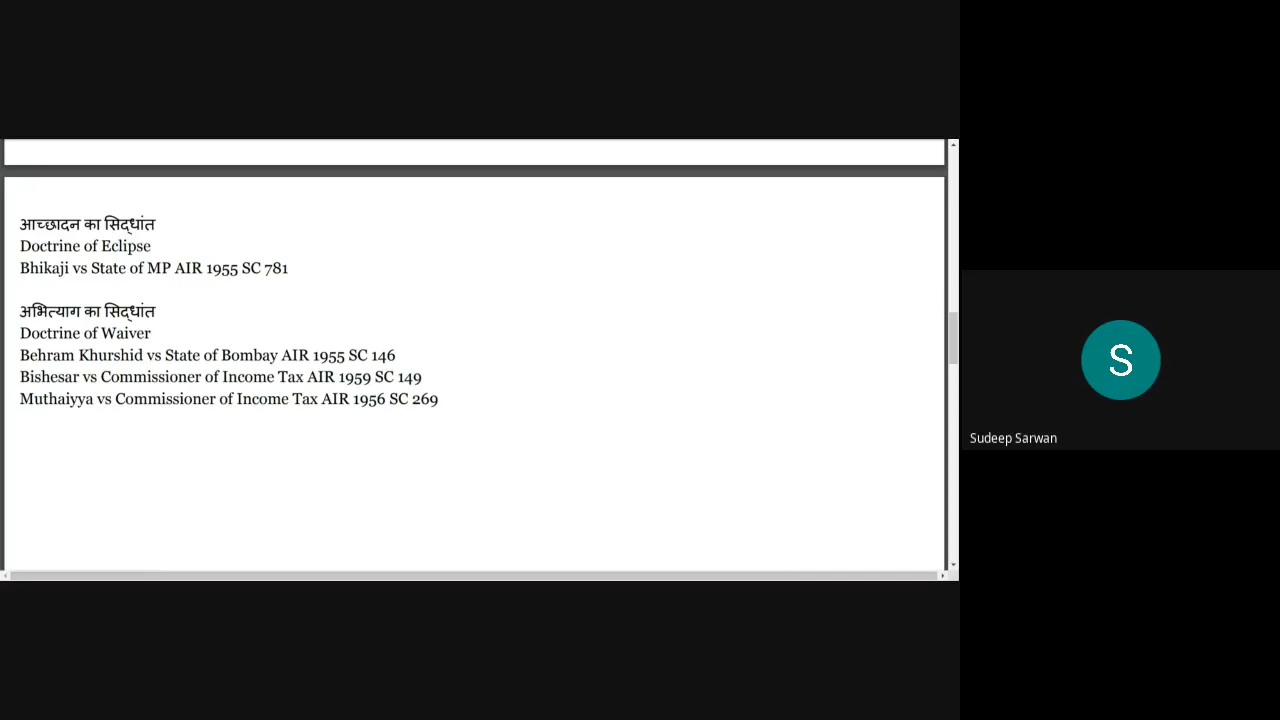 आच्छादन का सिद्धांत
Doctrine of Eclipse
Bhikaji vs State of MP AIR 1955 SC 781
अभित्याग का सिद्धांत
Doctrine of Waiver
Behram Khurshid vs State of Bombay AIR 1955 SC 146
Bishesar vs Commissioner of Income Tax AIR 1959 SC 149
Muthaiyya vs Commissioner of Income Tax AIR 1956 SC 269
S
Sudeep Sarwan